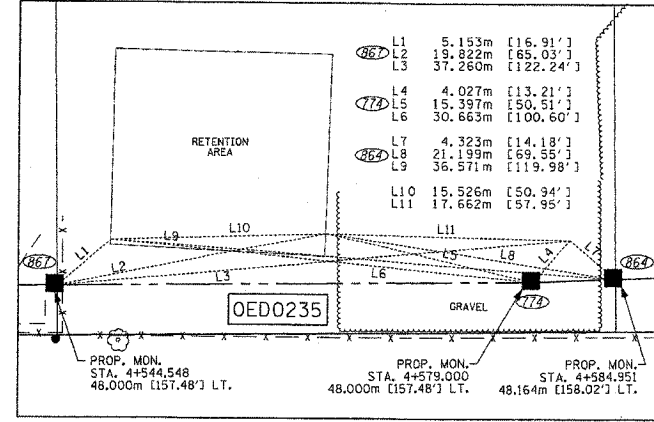 L1 5.153m [16.91']
867 L2 19.822m [65.03']
L3 37.260m [122.24']
L4 4.027m [13.21']
774 L5 15.397m [50.51']
L6 30.663m [100.60']
L7 4.323m [14.18']
864 L8 21.199m [69.55']
L9 36.571m [119.98']
L10 15.526m [50.94']
L11 17.662m [57.95']
RETENTION
AREA
L1
L9
L10
L11
L2
L3
L6
L5
L8
L4
L7
867
864
774
OED0235
GRAVEL
PROP. MON.
STA. 4+544.548
48.000m [157.48'] LT.
PROP. MON.
STA. 4+579.000
48.000m [157.48'] LT.
PROP. MON.
STA. 4+584.951
48.164m [158.02'] LT.